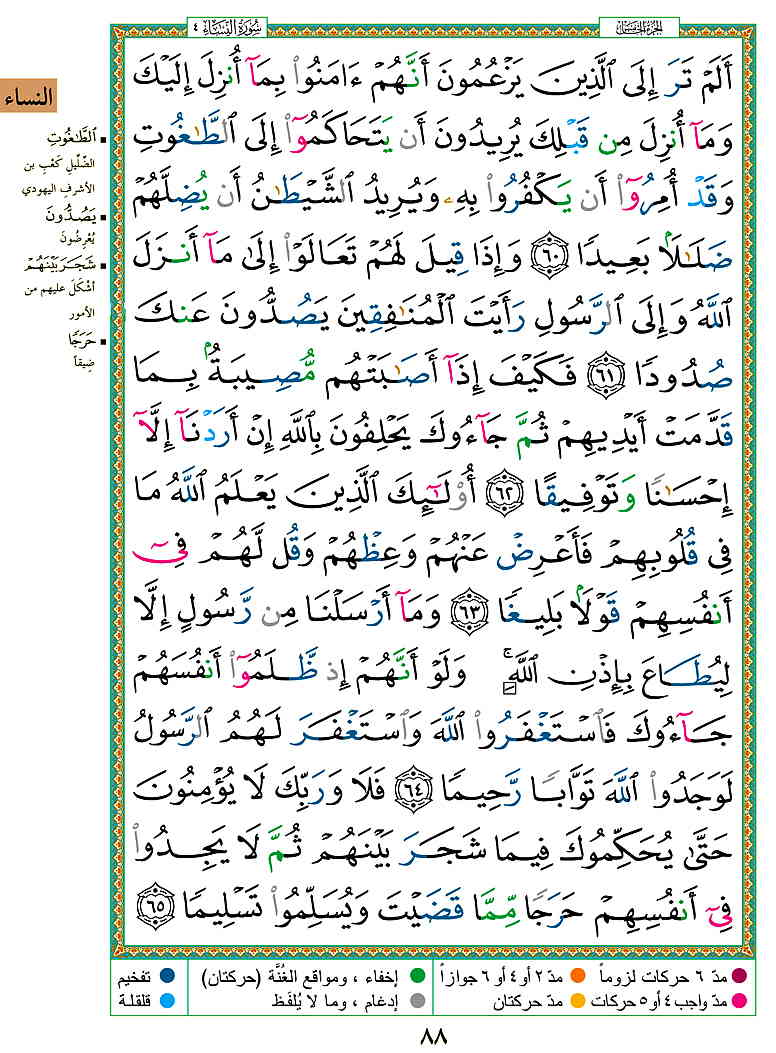 سُورَةُ النِّسَاء ٤
الجزء الخامس
أَلَمْ تَرَ إِلَى ٱلَّذِينَ يَزْعُمُونَ أَنَّهُمْ ءَامَنُوا۟ بِمَآ أُنزِلَ إِلَيْكَ
وَمَآ أُنزِلَ مِن قَبْلِكَ يُرِيدُونَ أَن يَتَحَاكَمُوٓا۟ إِلَى ٱلطَّـٰغُوتِ
وَقَدْ أُمِرُوٓا۟ أَن يَكْفُرُوا۟ بِهِۦ وَيُرِيدُ ٱلشَّيْطَـٰنُ أَن يُضِلَّهُمْ
ضَلَـٰلًۢا بَعِيدًا ٦٠ وَإِذَا قِيلَ لَهُمْ تَعَالَوْا۟ إِلَىٰ مَآ أَنزَلَ
ٱللَّهُ وَإِلَى ٱلرَّسُولِ رَأَيْتَ ٱلْمُنَـٰفِقِينَ يَصُدُّونَ عَنكَ
صُدُودًا ٦١ فَكَيْفَ إِذَآ أَصَـٰبَتْهُم مُّصِيبَةٌۢ بِمَا
قَدَّمَتْ أَيْدِيهِمْ ثُمَّ جَآءُوكَ يَحْلِفُونَ بِٱللَّهِ إِنْ أَرَدْنَآ إِلَّآ
إِحْسَـٰنًا وَتَوْفِيقًا ٦٢ أُو۟لَـٰٓئِكَ ٱلَّذِينَ يَعْلَمُ ٱللَّهُ مَا
فِى قُلُوبِهِمْ فَأَعْرِضْ عَنْهُمْ وَعِظْهُمْ وَقُل لَّهُمْ فِىٓ
أَنفُسِهِمْ قَوْلًۢا بَلِيغًا ٦٣ وَمَآ أَرْسَلْنَا مِن رَّسُولٍ إِلَّا
لِيُطَاعَ بِإِذْنِ ٱللَّهِ ۚ وَلَوْ أَنَّهُمْ إِذ ظَّلَمُوٓا۟ أَنفُسَهُمْ
جَآءُوكَ فَٱسْتَغْفَرُوا۟ ٱللَّهَ وَٱسْتَغْفَرَ لَهُمُ ٱلرَّسُولُ
لَوَجَدُوا۟ ٱللَّهَ تَوَّابًا رَّحِيمًا ٦٤ فَلَا وَرَبِّكَ لَا يُؤْمِنُونَ
حَتَّىٰ يُحَكِّمُوكَ فِيمَا شَجَرَ بَيْنَهُمْ ثُمَّ لَا يَجِدُوا۟
فِىٓ أَنفُسِهِمْ حَرَجًا مِّمَّا قَضَيْتَ وَيُسَلِّمُوا۟ تَسْلِيمًا ٦٥
النساء
ٱلطَّـٰغُوتِ
الضِّلِّيلِ كَعْبِ بن
الأشرفِ اليهودي
يَصُدُّونَ
يُعْرِضُونَ
شَجَرَ بَيْنَهُمْ
أَشْكَلَ عليهم من
الأمور
حَرَجًا
ضِيقاً
مدّ ٦ حركات لزوماً مدّ ٢ أو ٤ أو ٦ جوازاً إخفاء ، ومواقع الغُنَّة (حركتان) تفخيم
مدّ واجب ٤ أو ٥ حركات مدّ حركتان إدغام ، وما لا يُلفَظ قلقلة
٨٨